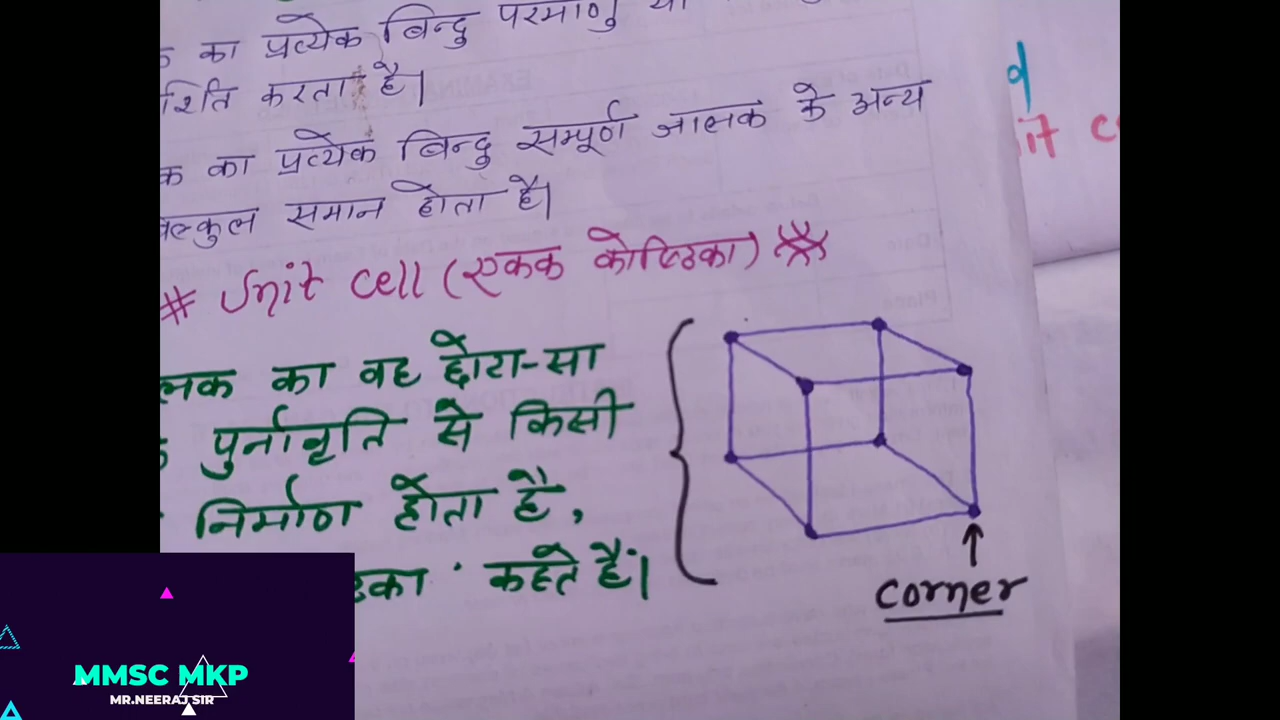 का प्रत्येक बिन्दु परमाणु या
र्शित करता है।
क का प्रत्येक बिन्दु सम्पूर्ण जालक के अन्य
बिल्कुल समान होता है।
# Unit cell (एकक कोष्ठिका)
लक का वह छोटा-सा
पुर्नावृति से किसी
निर्माण होता है,
ठिका ' कहते हैं।
corner
MMSC MKP
MR.NEERAJ SIR